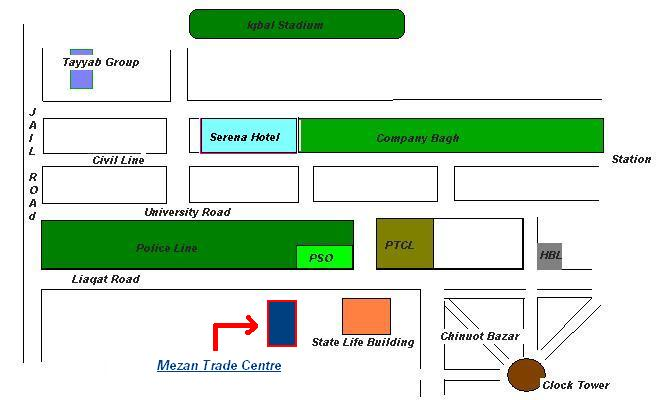 Iqbal Stadium
Tayyab Group
JAIL ROAd
Serena Hotel
Company Bagh
Civil Line
Station
University Road
Police Line
PSO
PTCL
HBL
Liaqat Road
State Life Building
Chinuot Bazar
Mezan Trade Centre
Clock Tower